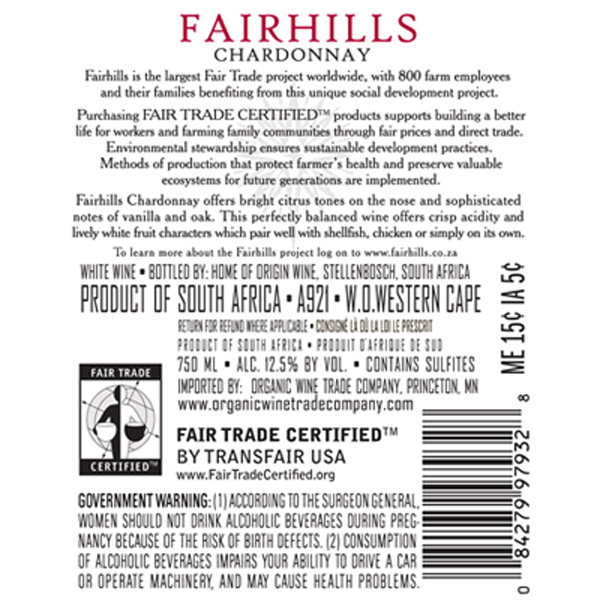 FAIRHILLS
CHARDONNAY
Fairhills is the largest Fair Trade project worldwide, with 800 farm employees
and their families benefiting from this unique social development project.
Purchasing FAIR TRADE CERTIFIED™ products supports building a better
life for workers and farming family communities through fair prices and direct trade.
Environmental stewardship ensures sustainable development practices.
Methods of production that protect farmer's health and preserve valuable
ecosystems for future generations are implemented.
Fairhills Chardonnay offers bright citrus tones on the nose and sophisticated
notes of vanilla and oak. This perfectly balanced wine offers crisp acidity and
lively white fruit characters which pair well with shellfish, chicken or simply on its own.
To learn more about the Fairhills project log on to www.fairhills.co.za
WHITE WINE • BOTTLED BY: HOME OF ORIGIN WINE, STELLENBOSCH, SOUTH AFRICA
PRODUCT OF SOUTH AFRICA • A921 • W.O.WESTERN CAPE
RETURN FOR REFUND WHERE APPLICABLE • CONSIGNÉ LÀ OÙ LA LOI LE PRESCRIT
PRODUCT OF SOUTH AFRICA • PRODUIT D'AFRIQUE DE SUD
750 ML • ALC. 12.5% BY VOL. • CONTAINS SULFITES
IMPORTED BY: ORGANIC WINE TRADE COMPANY, PRINCETON, MN
www.organicwinetradecompany.com
ME 15¢ IA 5¢
FAIR TRADE
CERTIFIED™
FAIR TRADE CERTIFIED™
BY TRANSFAIR USA
www.FairTradeCertified.org
GOVERNMENT WARNING: (1) ACCORDING TO THE SURGEON GENERAL,
WOMEN SHOULD NOT DRINK ALCOHOLIC BEVERAGES DURING PREG-
NANCY BECAUSE OF THE RISK OF BIRTH DEFECTS. (2) CONSUMPTION
OF ALCOHOLIC BEVERAGES IMPAIRS YOUR ABILITY TO DRIVE A CAR
OR OPERATE MACHINERY, AND MAY CAUSE HEALTH PROBLEMS.
0 84279 97932 8